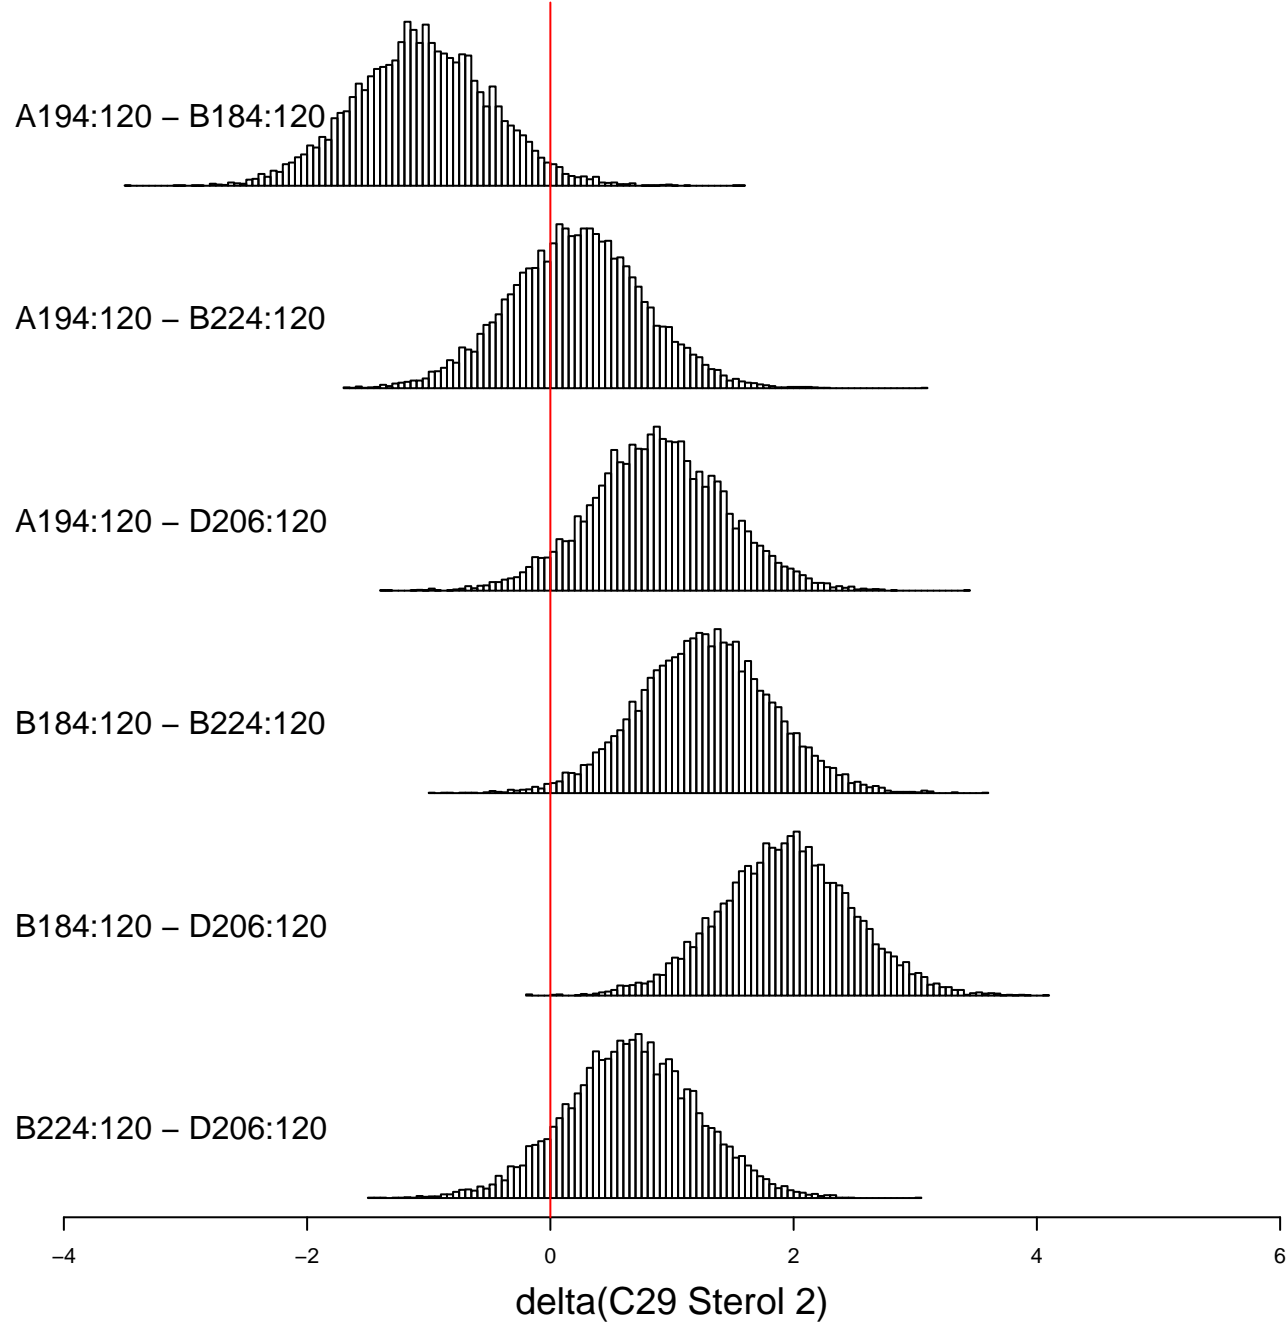 A194:120 – B184:120
A194:120 – B224:120
A194:120 – D206:120
B184:120 – B224:120
B184:120 – D206:120
B224:120 – D206:120
−4 −2 0 2 4 6
delta(C29 Sterol 2)